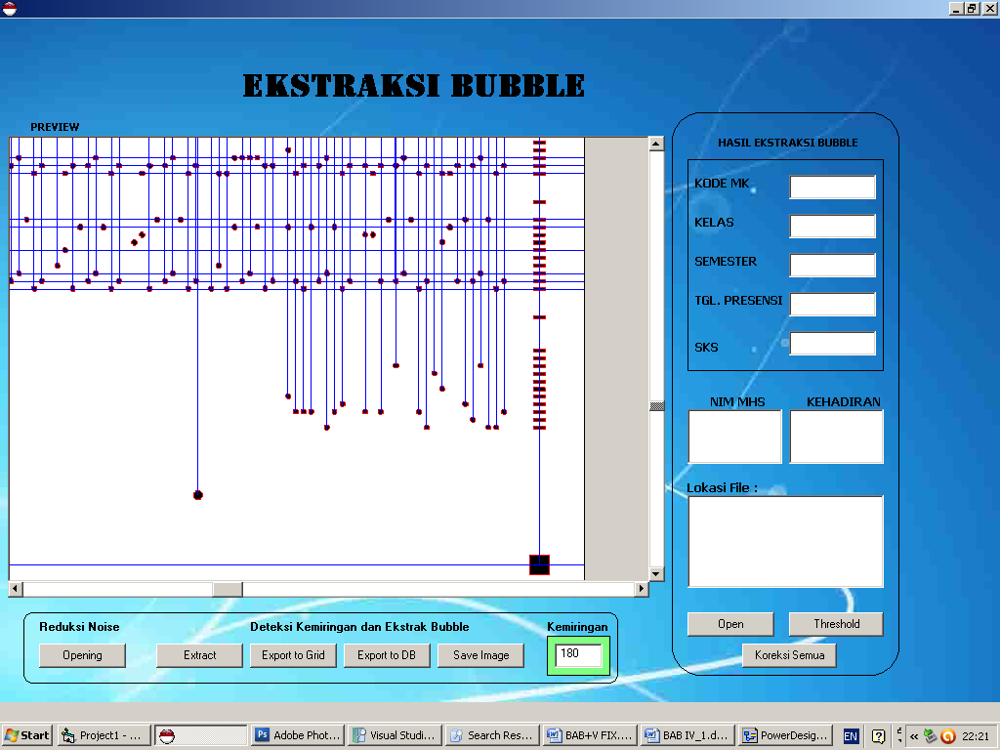 EKSTRAKSI BUBBLE
PREVIEW
HASIL EKSTRAKSI BUBBLE
KODE MK
KELAS
SEMESTER
TGL. PRESENSI
SKS
NIM MHS
KEHADIRAN
Lokasi File :
Open
Threshold
Koreksi Semua
Reduksi Noise
Deteksi Kemiringan dan Ekstrak Bubble
Kemiringan
Opening
Extract
Export to Grid
Export to DB
Save Image
180
Start
Project1 - ...
Adobe Phot...
Visual Studi...
Search Res...
BAB+V FIX....
BAB IV_1.d...
PowerDesig...
EN
22:21